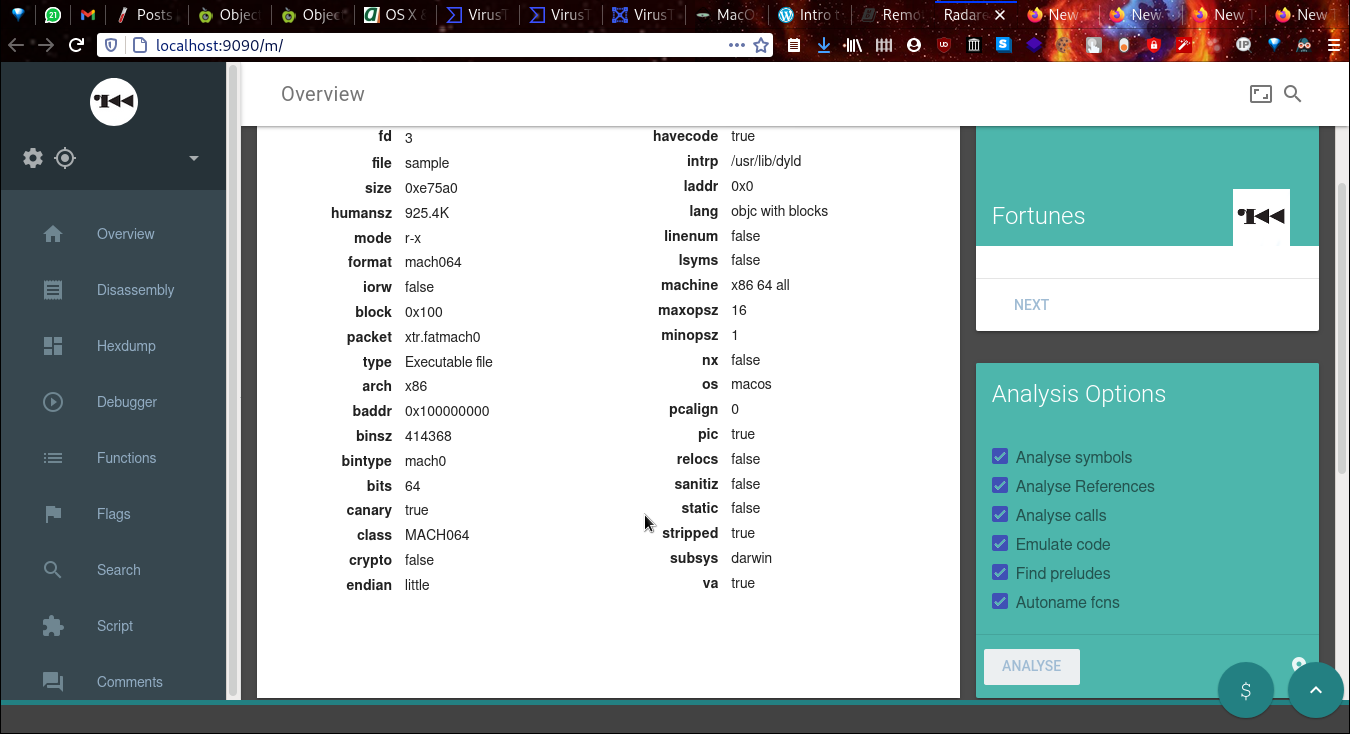 Posts
Objec
Objec
OS X &
VirusT
VirusT
VirusT
MacO
Intro t
Remo
Radare
New
New
New T
New
21
localhost:9090/m/
Overview
Overview
Disassembly
Hexdump
Debugger
Functions
Flags
Search
Script
Comments
fd 3
file sample
size 0xe75a0
humansz 925.4K
mode r-x
format mach064
iorw false
block 0x100
packet xtr.fatmach0
type Executable file
arch x86
baddr 0x100000000
binsz 414368
bintype mach0
bits 64
canary true
class MACH064
crypto false
endian little
havecode true
intrp /usr/lib/dyld
laddr 0x0
lang objc with blocks
linenum false
lsyms false
machine x86 64 all
maxopsz 16
minopsz 1
nx false
os macos
pcalign 0
pic true
relocs false
sanitiz false
static false
stripped true
subsys darwin
va true
Fortunes
NEXT
Analysis Options
Analyse symbols
Analyse References
Analyse calls
Emulate code
Find preludes
Autoname fcns
ANALYSE
$